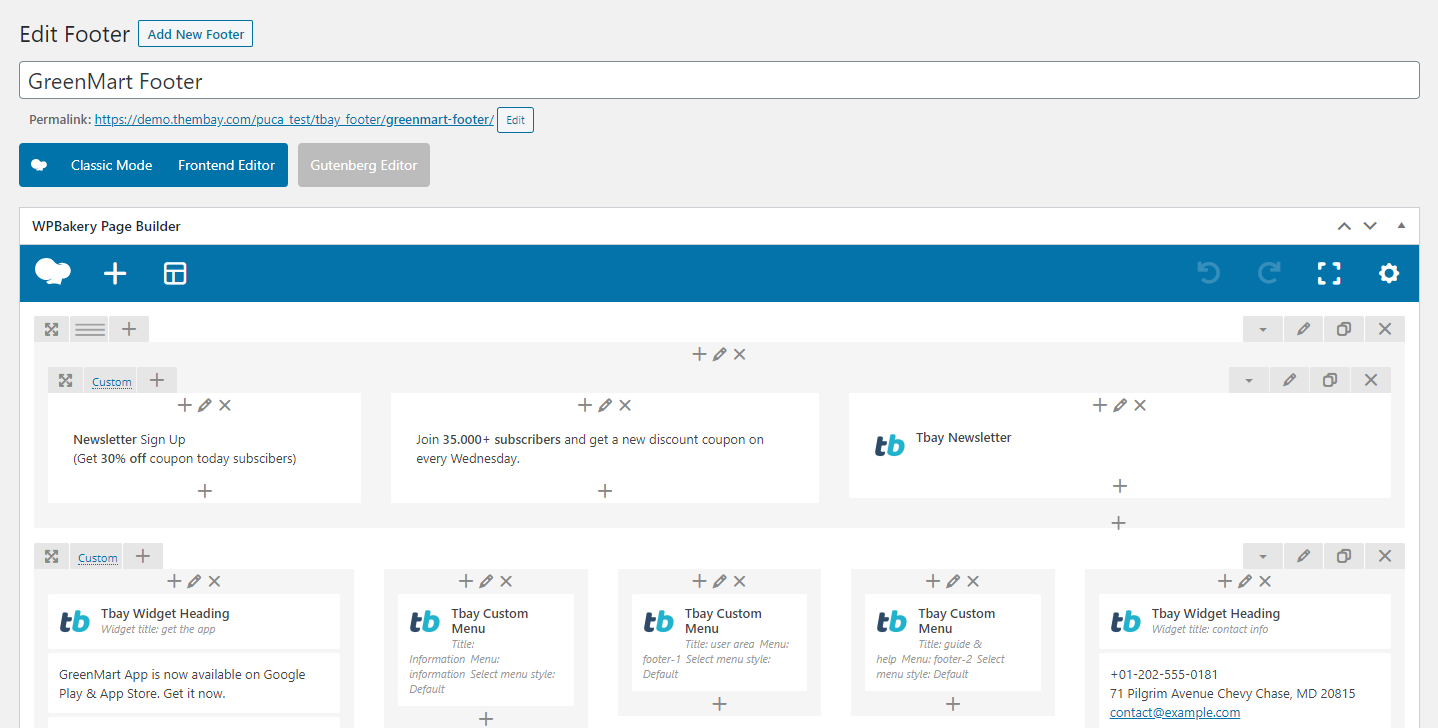 Edit Footer Add New Footer
GreenMart Footer
Permalink: https://demo.thembay.com/puca_test/tbay_footer/greenmart-footer/ Edit
Classic Mode Frontend Editor Gutenberg Editor
WPBakery Page Builder
Custom
Newsletter Sign Up
(Get 30% off coupon today subscibers)
Join 35.000+ subscribers and get a new discount coupon on
every Wednesday.
tb Tbay Newsletter
Custom
tb Tbay Widget Heading
Widget title: get the app
GreenMart App is now available on Google
Play & App Store. Get it now.
tb Tbay Custom
Menu
Title:
Information Menu:
information Select menu style:
Default
tb Tbay Custom
Menu
Title: user area Menu:
footer-1 Select menu style:
Default
tb Tbay Custom
Menu
Title: guide &
help Menu: footer-2 Select
menu style: Default
tb Tbay Widget Heading
Widget title: contact info
+01-202-555-0181
71 Pilgrim Avenue Chevy Chase, MD 20815
contact@example.com